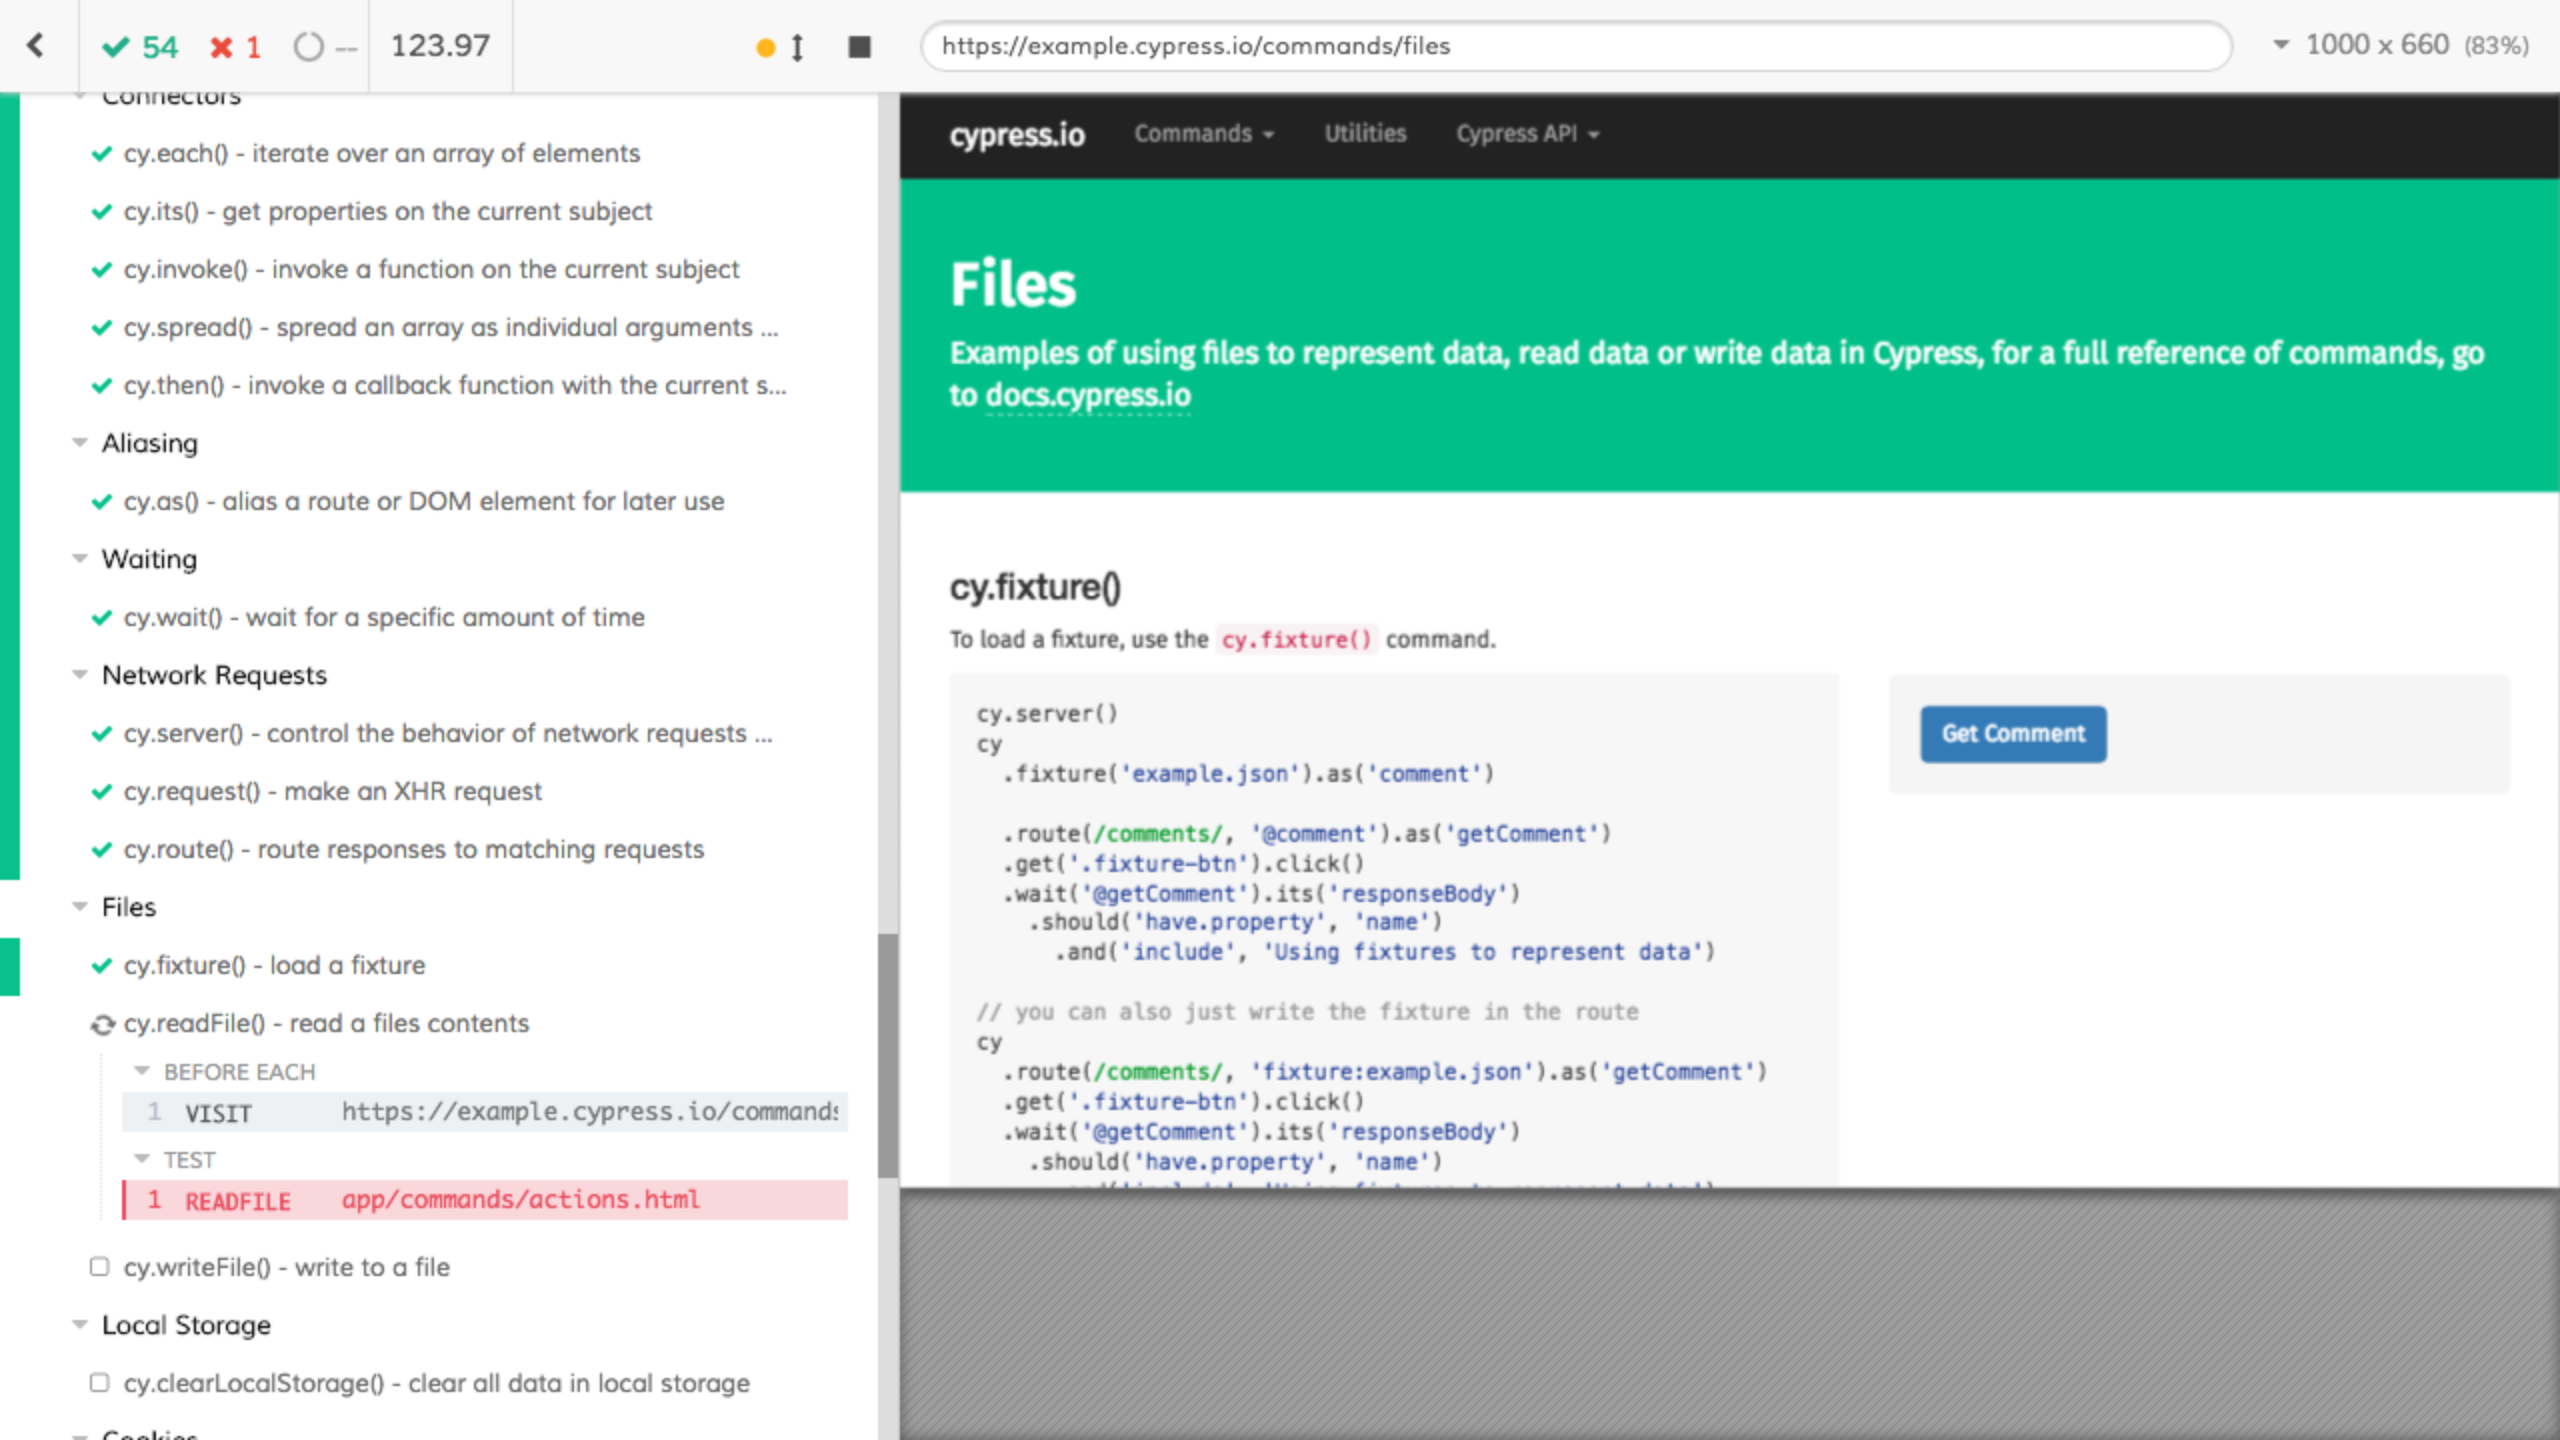 54 1 -- 123.97
https://example.cypress.io/commands/files 1000 x 660 (83%)
Connectors
cy.each() - iterate over an array of elements
cy.its() - get properties on the current subject
cy.invoke() - invoke a function on the current subject
cy.spread() - spread an array as individual arguments ...
cy.then() - invoke a callback function with the current s...
Aliasing
cy.as() - alias a route or DOM element for later use
Waiting
cy.wait() - wait for a specific amount of time
Network Requests
cy.server() - control the behavior of network requests ...
cy.request() - make an XHR request
cy.route() - route responses to matching requests
Files
cy.fixture() - load a fixture
cy.readFile() - read a files contents
BEFORE EACH
1 VISIT https://example.cypress.io/commands
TEST
1 READFILE app/commands/actions.html
cy.writeFile() - write to a file
Local Storage
cy.clearLocalStorage() - clear all data in local storage
Cookies
cypress.io Commands Utilities Cypress API
Files
Examples of using files to represent data, read data or write data in Cypress, for a full reference of commands, go
to docs.cypress.io
cy.fixture()
To load a fixture, use the cy.fixture() command.
cy.server()
cy
.fixture('example.json').as('comment')
.route(/comments/, '@comment').as('getComment')
.get('.fixture-btn').click()
.wait('@getComment').its('responseBody')
.should('have.property', 'name')
.and('include', 'Using fixtures to represent data')
// you can also just write the fixture in the route
cy
.route(/comments/, 'fixture:example.json').as('getComment')
.get('.fixture-btn').click()
.wait('@getComment').its('responseBody')
.should('have.property', 'name')
Get Comment